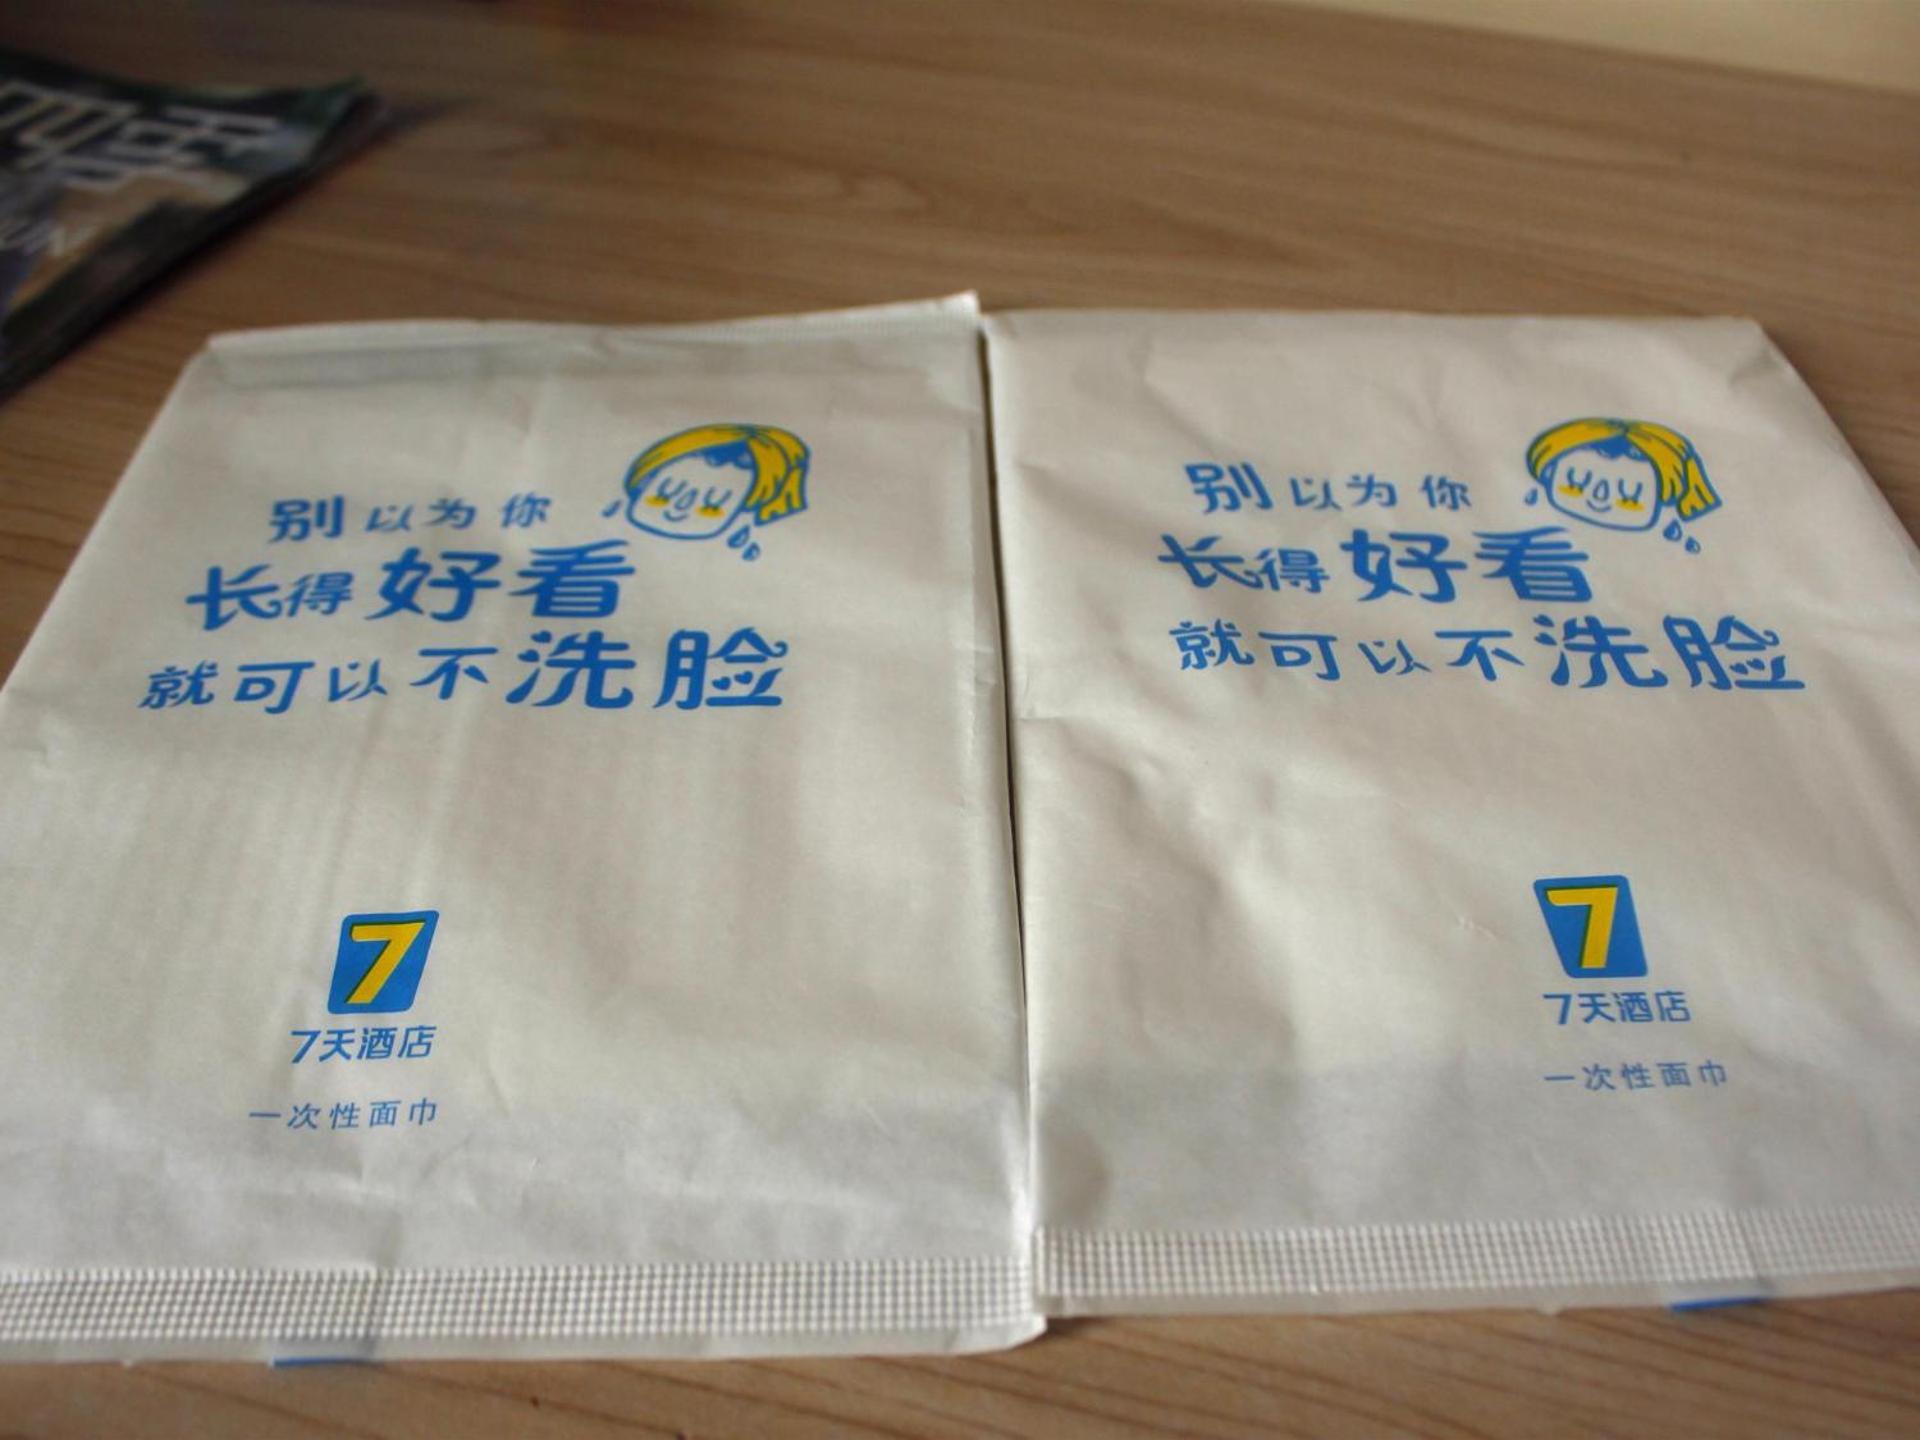 别以为你
长得好看
就可以不洗脸
7
7天酒店
一次性面巾
别以为你
长得好看
就可以不洗脸
7
7天酒店
一次性面巾